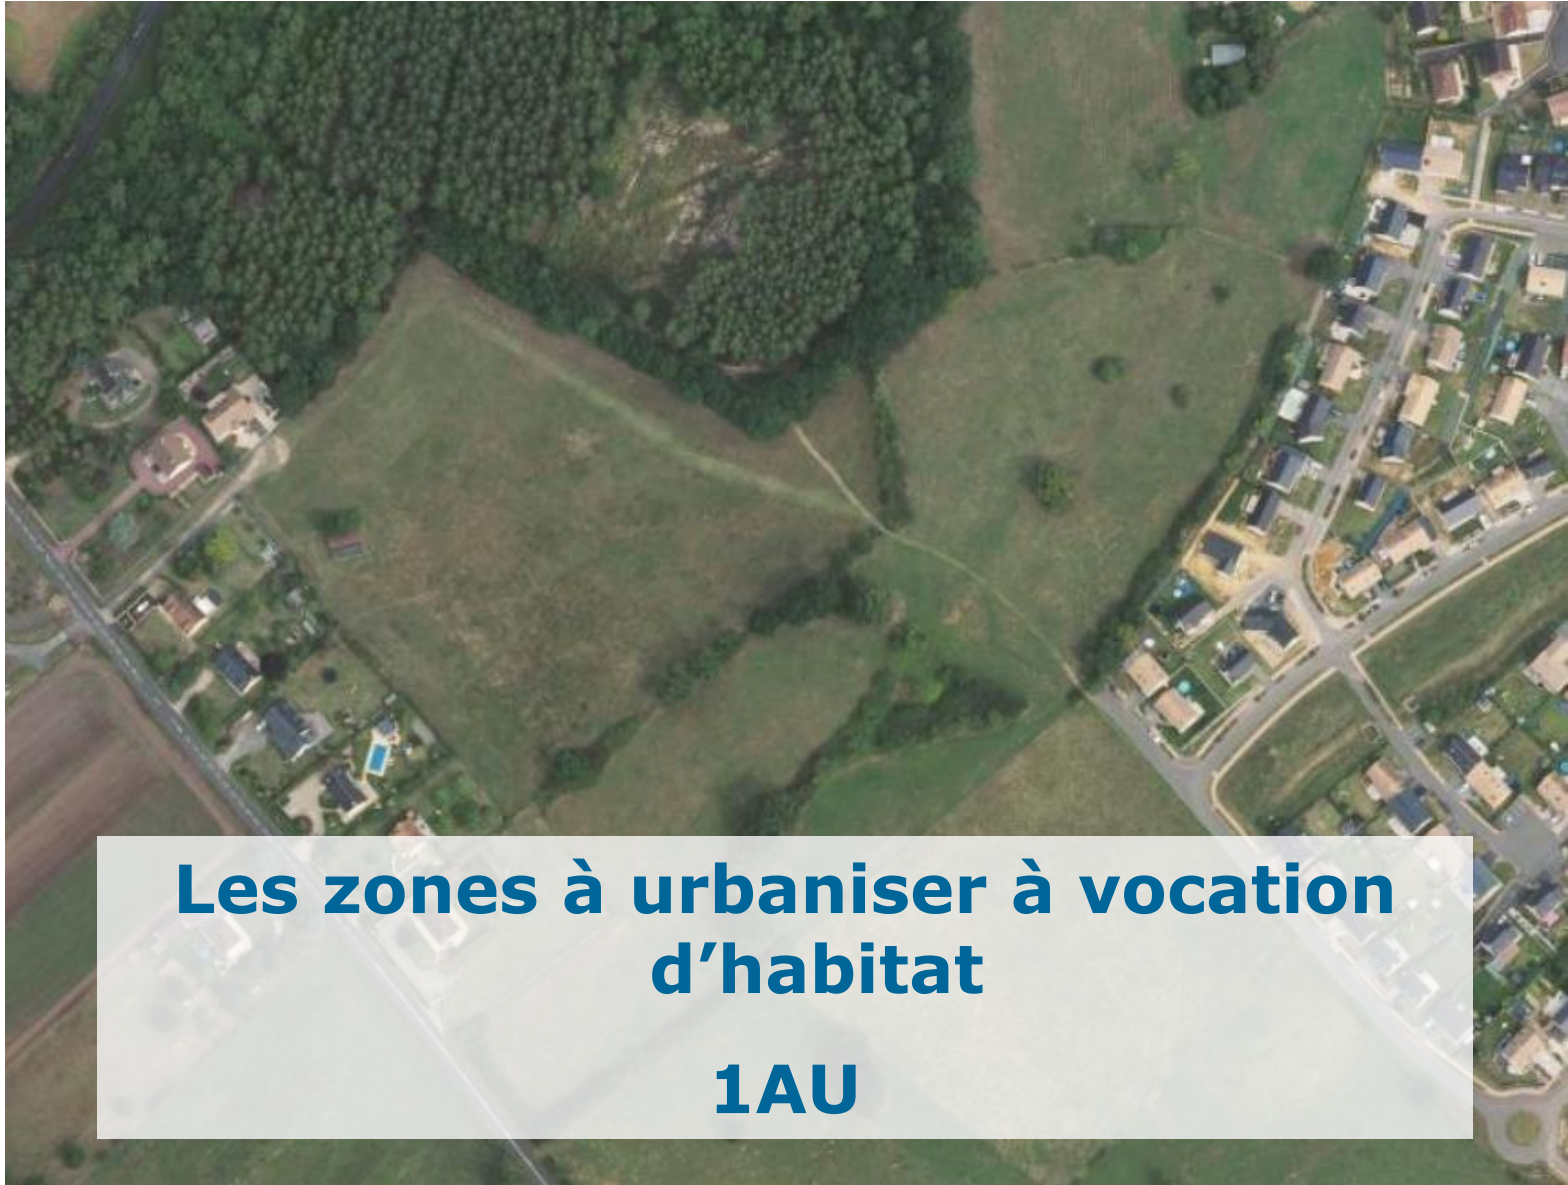 Les zones à urbaniser à vocation
d’habitat
1AU